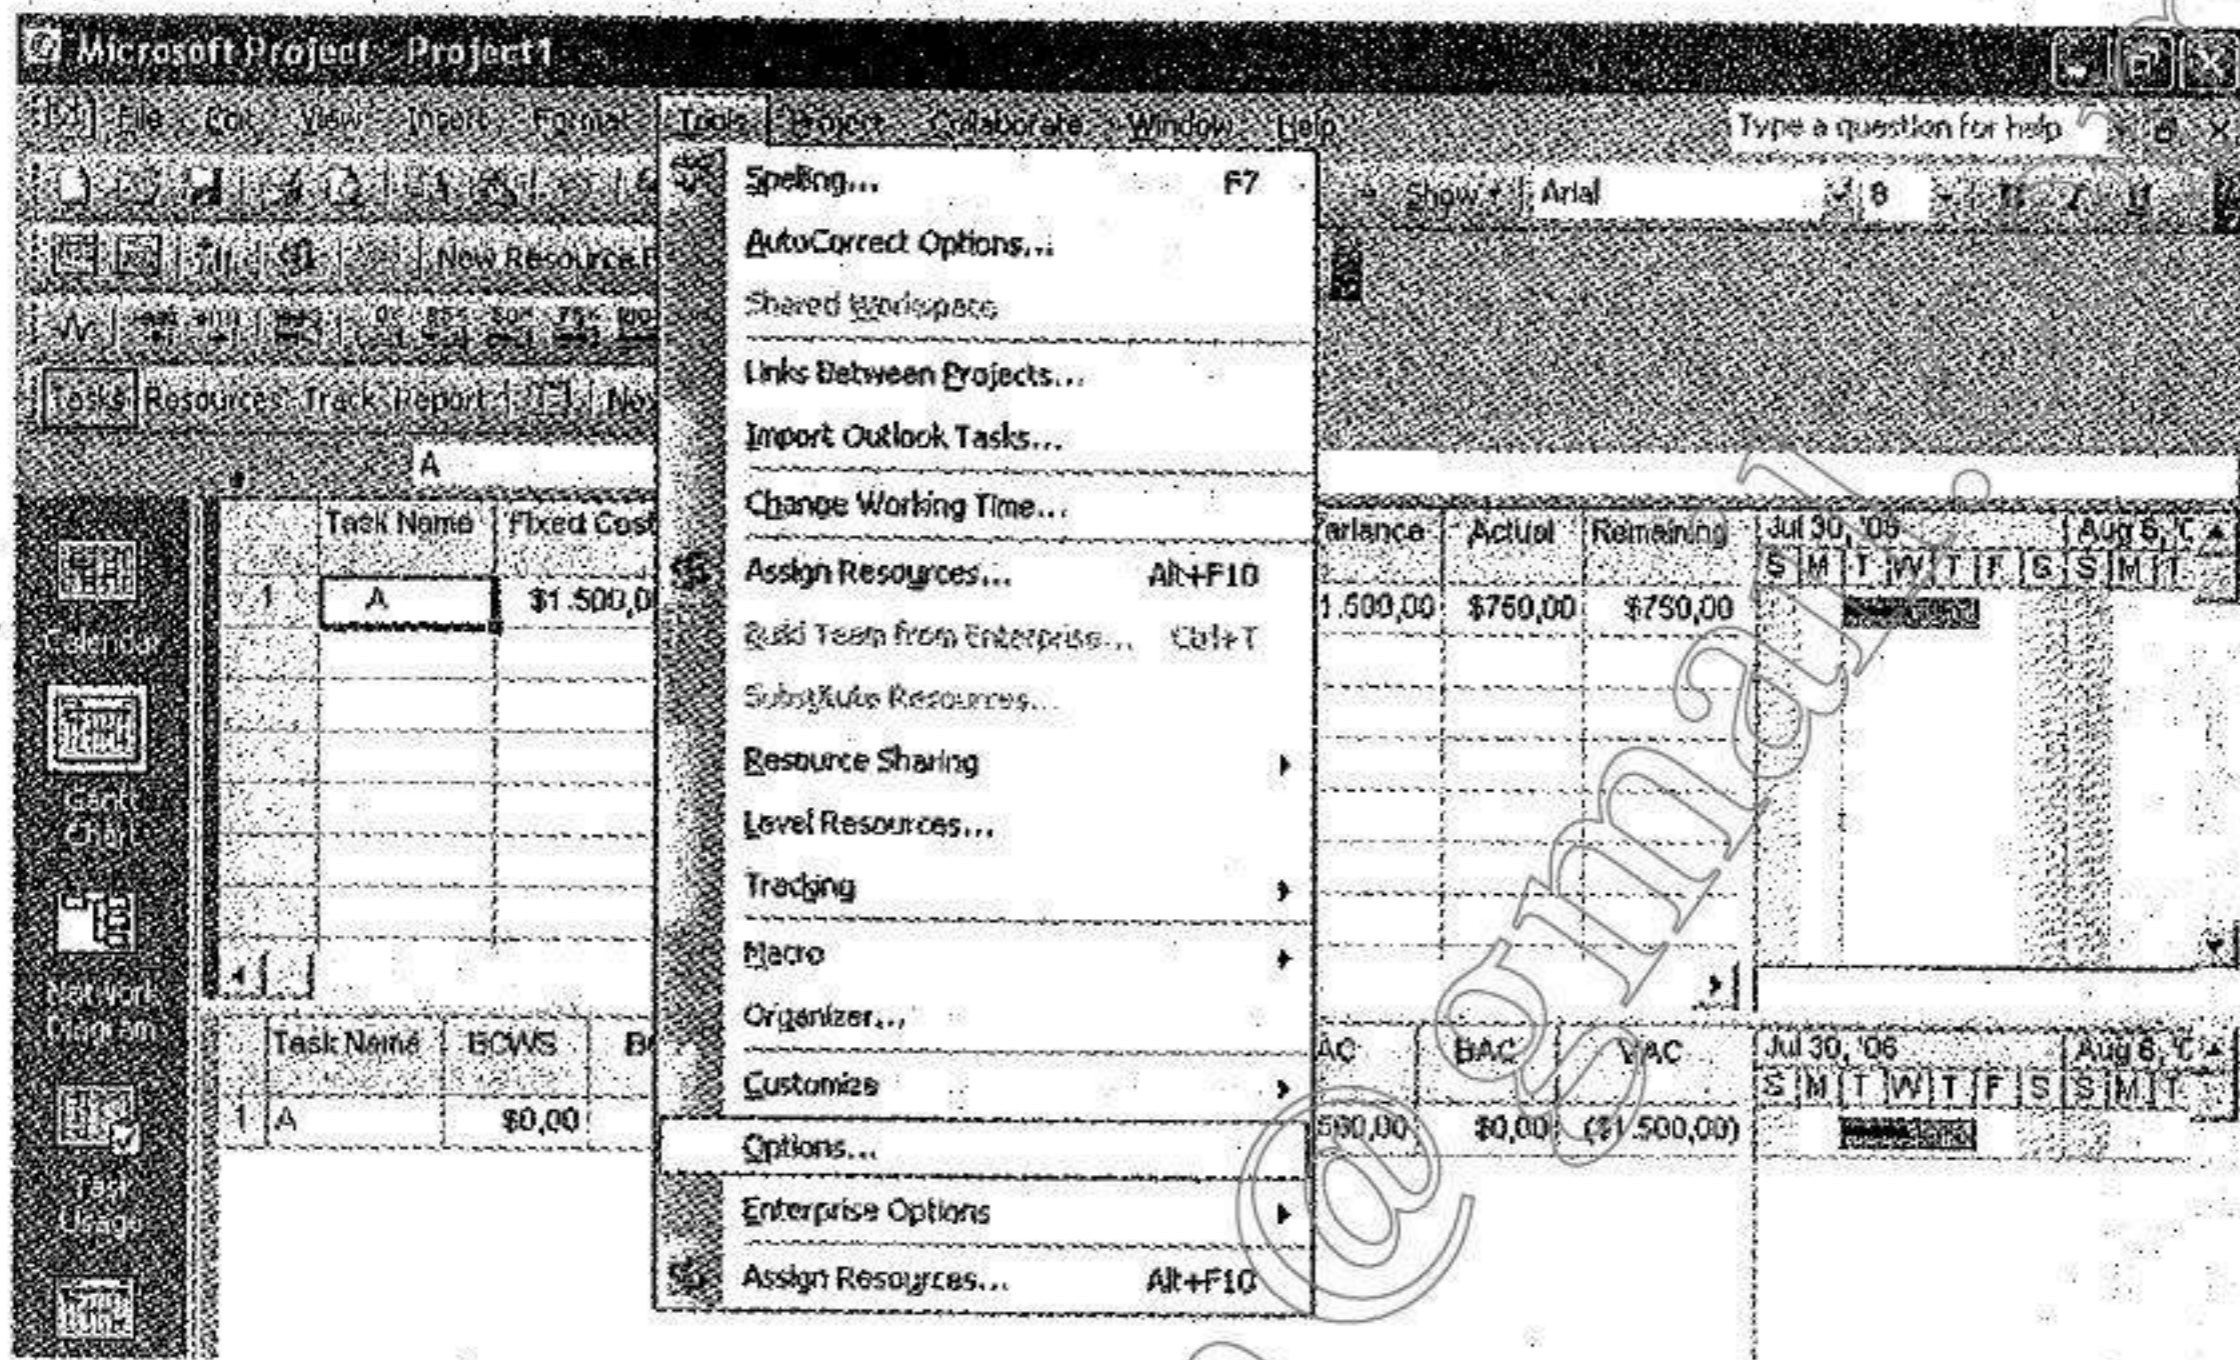 Microsoft Project - Project1
File Edit View Insert Format Tools Project Collaborate Window Help Type a question for help
Show Arial 8
New Resource F
Tasks Resources Track Report
A
Spelling... F7
AutoCorrect Options...
Shared Workspace
Links Between Projects...
Import Outlook Tasks...
Change Working Time...
Assign Resources... Alt+F10
Build Team from Enterprise... Ctrl+T
Substitute Resources...
Resource Sharing
Level Resources...
Tracking
Macro
Organizer...
Customize
Options...
Enterprise Options
Assign Resources... Alt+F10
Task Name Fixed Cost
1 A $1.500,0
ariance Actual Remaining
1.500,00 $750,00 $750,00
Jul 30, '06 Aug 6, '0
S M T W T F S S M T
Calendar
Gantt
Chart
Network
Diagram
Task
Usage
Task Name BCWS B
1 A $0,00
AC BAC VAC
500,00 $0,00 ($1.500,00)
Jul 30, '06 Aug 6, '0
S M T W T F S S M T
@gmail.